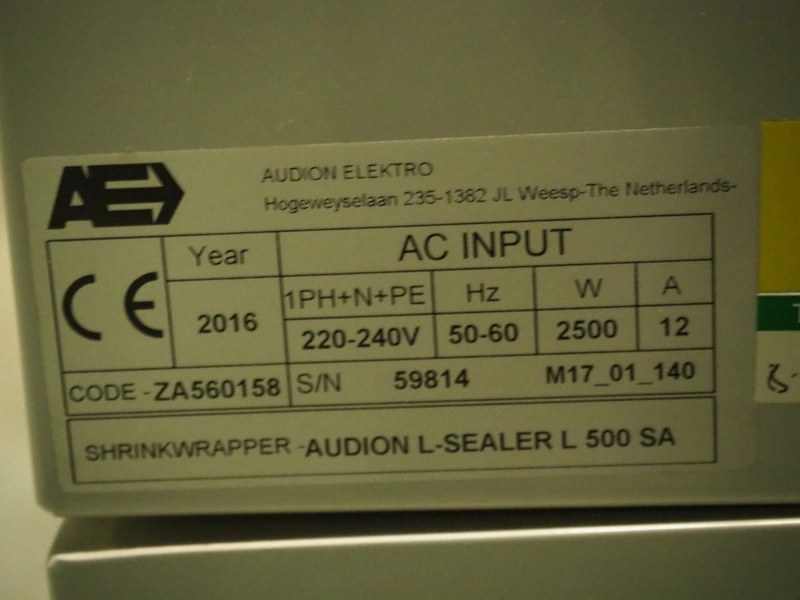 AE
AUDION ELEKTRO
Hogeweyselaan 235-1382 JL Weesp-The Netherlands-
CE
Year
AC INPUT
2016
1PH+N+PE Hz W A
220-240V 50-60 2500 12
CODE - ZA560158 S/N 59814 M17_01_140
SHRINKWRAPPER - AUDION L-SEALER L 500 SA